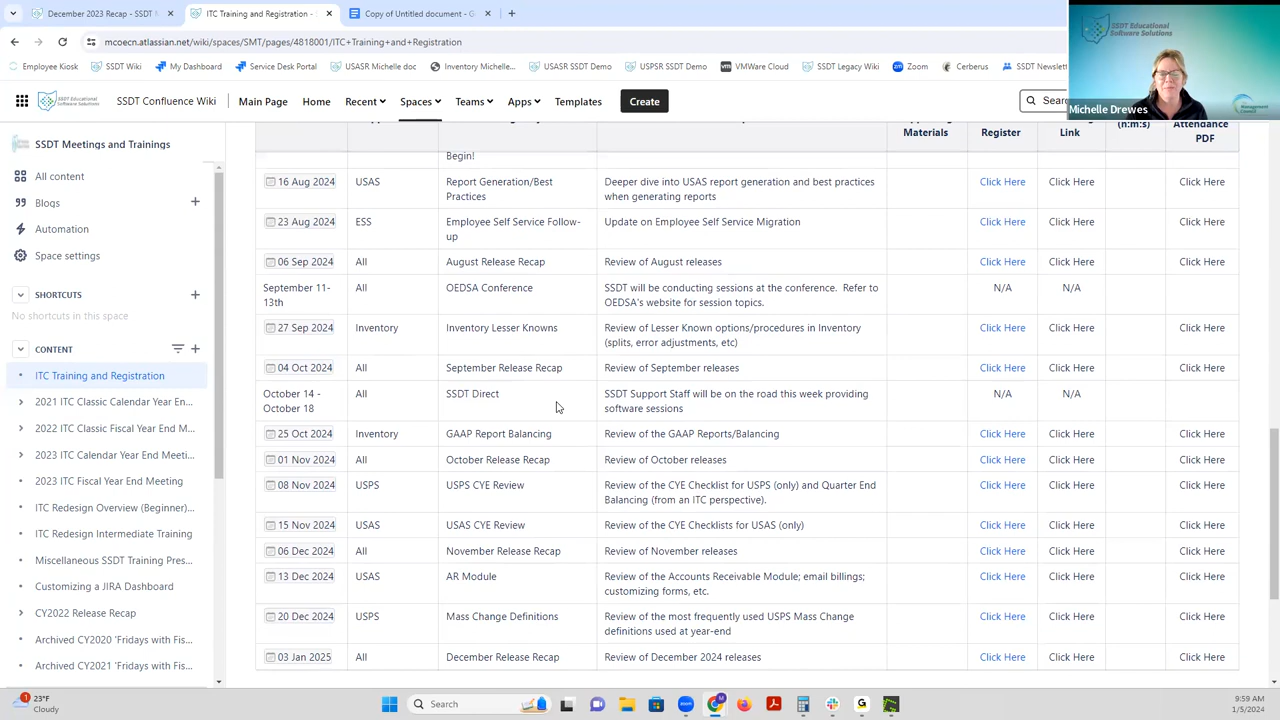 December 2023 Recap - SSDT
ITC Training and Registration -
Copy of Untitled document - G
mcoecn.atlassian.net/wiki/spaces/SMT/pages/4818001/ITC+Training+and+Registration
Employee Kiosk
SSDT Wiki
My Dashboard
Service Desk Portal
USASR Michelle doc
Inventory Michelle...
USASR SSDT Demo
USPSR SSDT Demo
VMWare Cloud
SSDT Legacy Wiki
Zoom
Cerberus
SSDT Newslett
SSDT Educational
Software Solutions
Michelle Drewes
Management
Council
SSDT Confluence Wiki
Main Page
Home
Recent
Spaces
Teams
Apps
Templates
Create
Searc
SSDT Meetings and Trainings
All content
Blogs
Automation
Space settings
SHORTCUTS
No shortcuts in this space
CONTENT
ITC Training and Registration
2021 ITC Classic Calendar Year En...
2022 ITC Classic Fiscal Year End M...
2023 ITC Calendar Year End Meeti...
2023 ITC Fiscal Year End Meeting
ITC Redesign Overview (Beginner)...
ITC Redesign Intermediate Training
Miscellaneous SSDT Training Pres...
Customizing a JIRA Dashboard
CY2022 Release Recap
Archived CY2020 'Fridays with Fis...
Archived CY2021 'Fridays with Fis...
Materials
Register
Link
(h:m:s)
Attendance
PDF
Begin!
16 Aug 2024 USAS Report Generation/Best Deeper dive into USAS report generation and best practices Click Here Click Here Click Here
Practices when generating reports
23 Aug 2024 ESS Employee Self Service Follow- Update on Employee Self Service Migration Click Here Click Here Click Here
up
06 Sep 2024 All August Release Recap Review of August releases Click Here Click Here Click Here
September 11- All OEDSA Conference SSDT will be conducting sessions at the conference. Refer to N/A N/A
13th OEDSA's website for session topics.
27 Sep 2024 Inventory Inventory Lesser Knowns Review of Lesser Known options/procedures in Inventory Click Here Click Here Click Here
(splits, error adjustments, etc)
04 Oct 2024 All September Release Recap Review of September releases Click Here Click Here Click Here
October 14 - All SSDT Direct SSDT Support Staff will be on the road this week providing N/A N/A
October 18 software sessions
25 Oct 2024 Inventory GAAP Report Balancing Review of the GAAP Reports/Balancing Click Here Click Here Click Here
01 Nov 2024 All October Release Recap Review of October releases Click Here Click Here Click Here
08 Nov 2024 USPS USPS CYE Review Review of the CYE Checklist for USPS (only) and Quarter End Click Here Click Here Click Here
Balancing (from an ITC perspective).
15 Nov 2024 USAS USAS CYE Review Review of the CYE Checklists for USAS (only) Click Here Click Here Click Here
06 Dec 2024 All November Release Recap Review of November releases Click Here Click Here Click Here
13 Dec 2024 USAS AR Module Review of the Accounts Receivable Module; email billings; Click Here Click Here Click Here
customizing forms, etc.
20 Dec 2024 USPS Mass Change Definitions Review of the most frequently used USPS Mass Change Click Here Click Here Click Here
definitions used at year-end
03 Jan 2025 All December Release Recap Review of December 2024 releases Click Here Click Here Click Here
23°F
Cloudy
Search
9:59 AM
1/5/2024